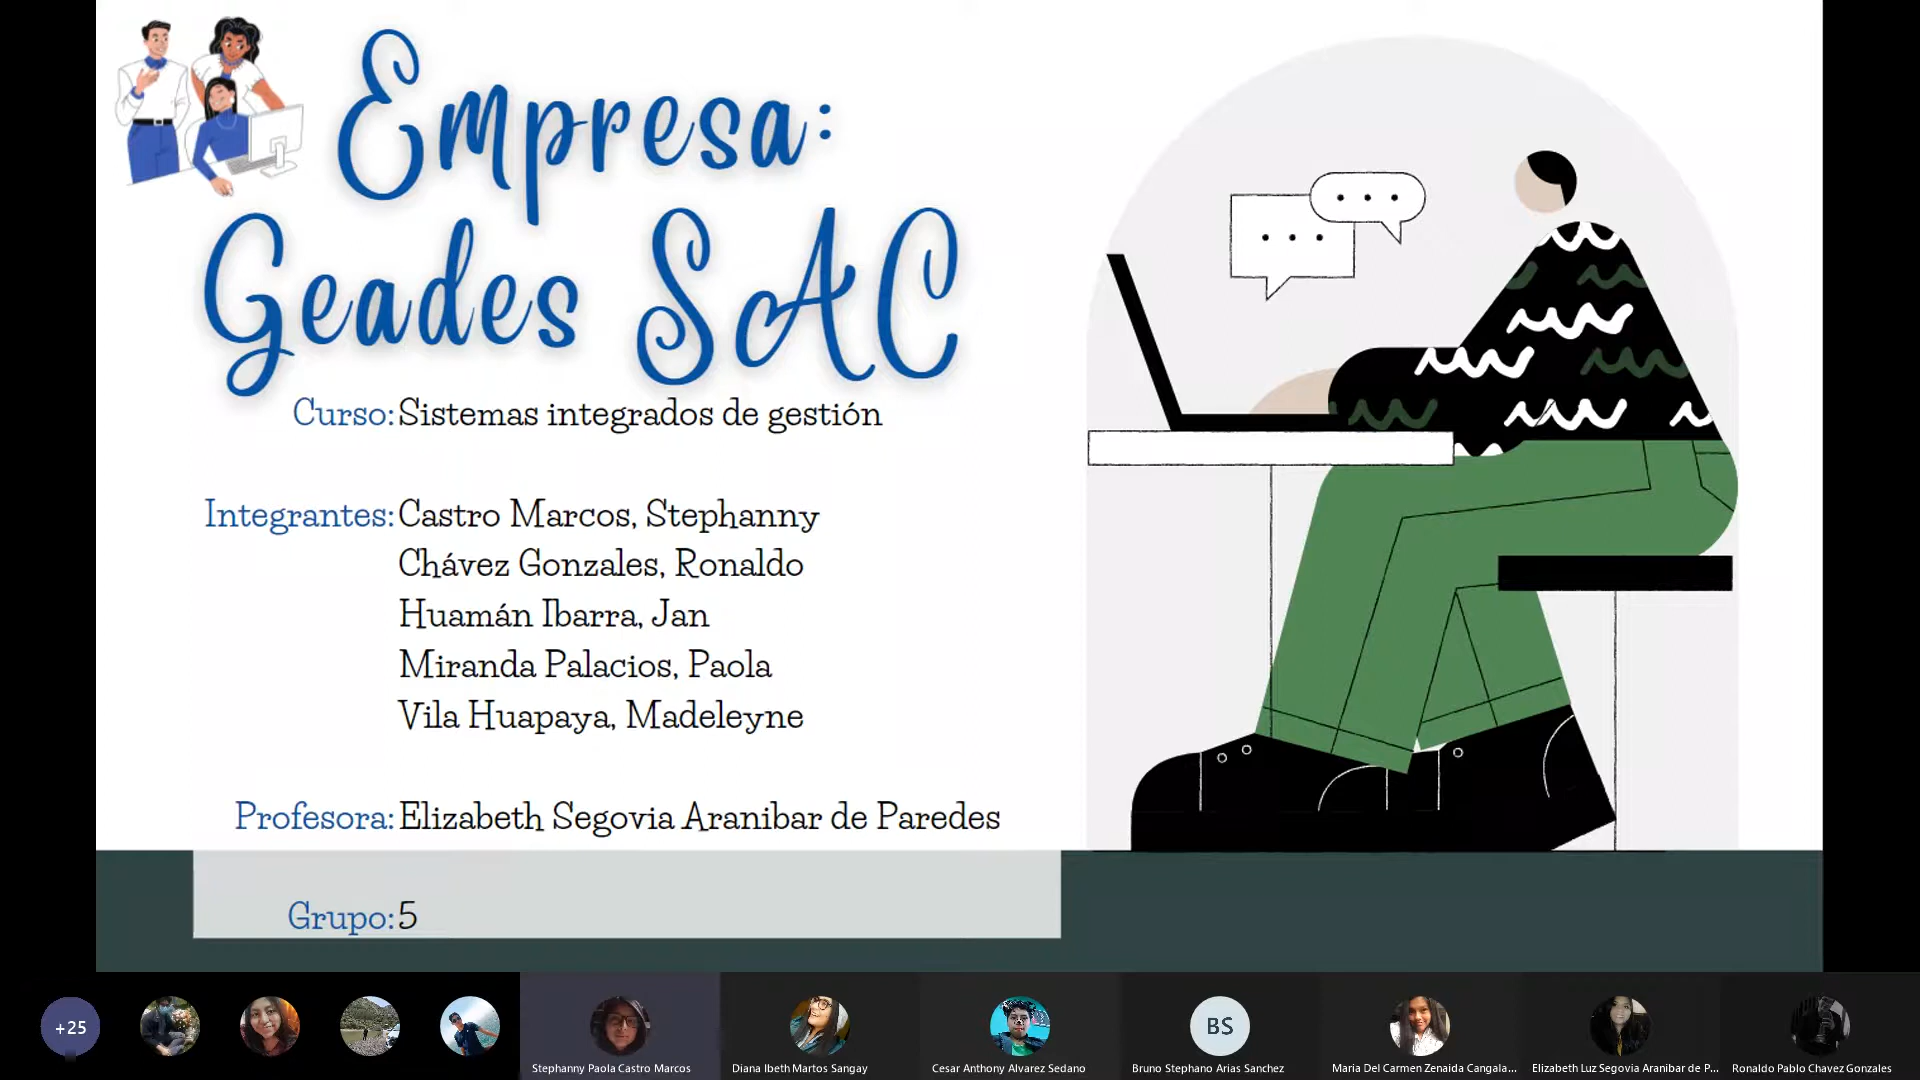 Empresa:
Geades SAC
Curso: Sistemas integrados de gestión
Integrantes: Castro Marcos, Stephanny
Chávez Gonzales, Ronaldo
Huamán Ibarra, Jan
Miranda Palacios, Paola
Vila Huapaya, Madeleyne
Profesora: Elizabeth Segovia Aranibar de Paredes
Grupo: 5
+25
BS
Stephanny Paola Castro Marcos
Diana Ibeth Martos Sangay
Cesar Anthony Alvarez Sedano
Bruno Stephano Arias Sanchez
Maria Del Carmen Zenaida Cangala...
Elizabeth Luz Segovia Aranibar de P...
Ronaldo Pablo Chavez Gonzales